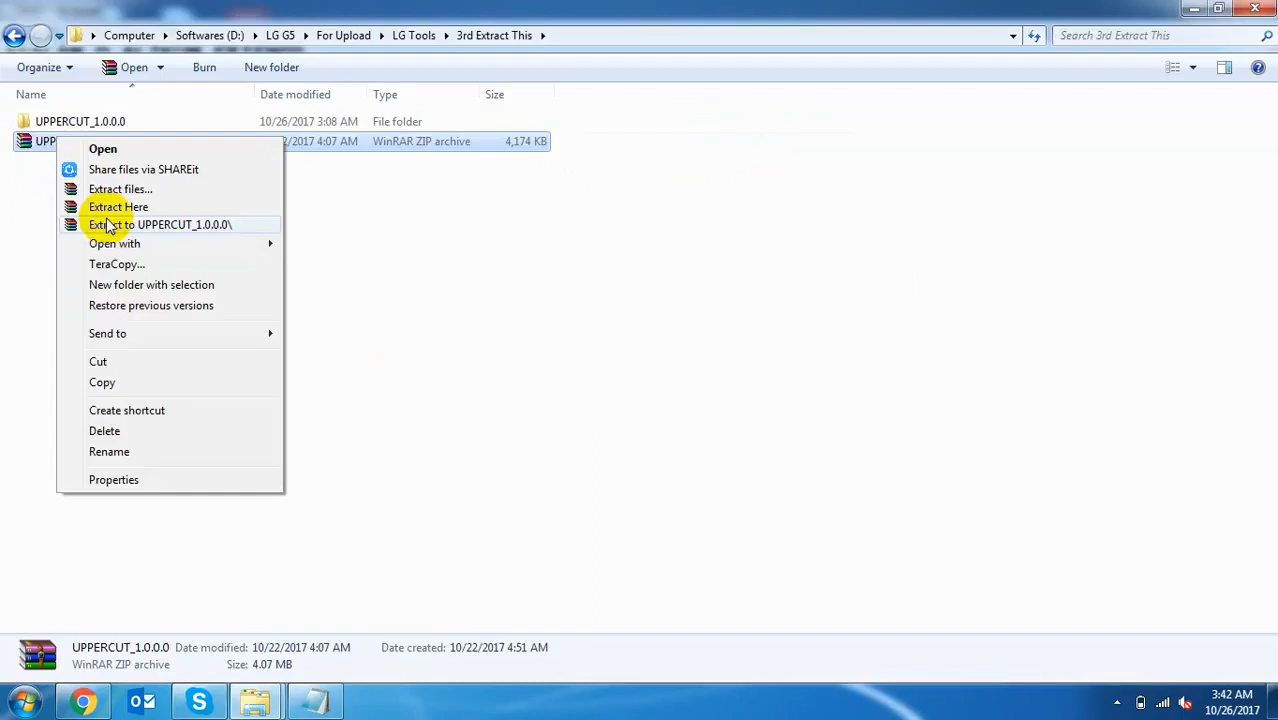 Computer Softwares (D:) LG G5 For Upload LG Tools 3rd Extract This Search 3rd Extract This
Organize Open Burn New folder
Name Date modified Type Size
UPPERCUT_1.0.0.0 10/26/2017 3:08 AM File folder
UPP 2/2017 4:07 AM WinRAR ZIP archive 4,174 KB
Open
Share files via SHAREit
Extract files...
Extract Here
Extract to UPPERCUT_1.0.0.0\
Open with
TeraCopy...
New folder with selection
Restore previous versions
Send to
Cut
Copy
Create shortcut
Delete
Rename
Properties
UPPERCUT_1.0.0.0 Date modified: 10/22/2017 4:07 AM Date created: 10/22/2017 4:51 AM
WinRAR ZIP archive Size: 4.07 MB
3:42 AM
10/26/2017